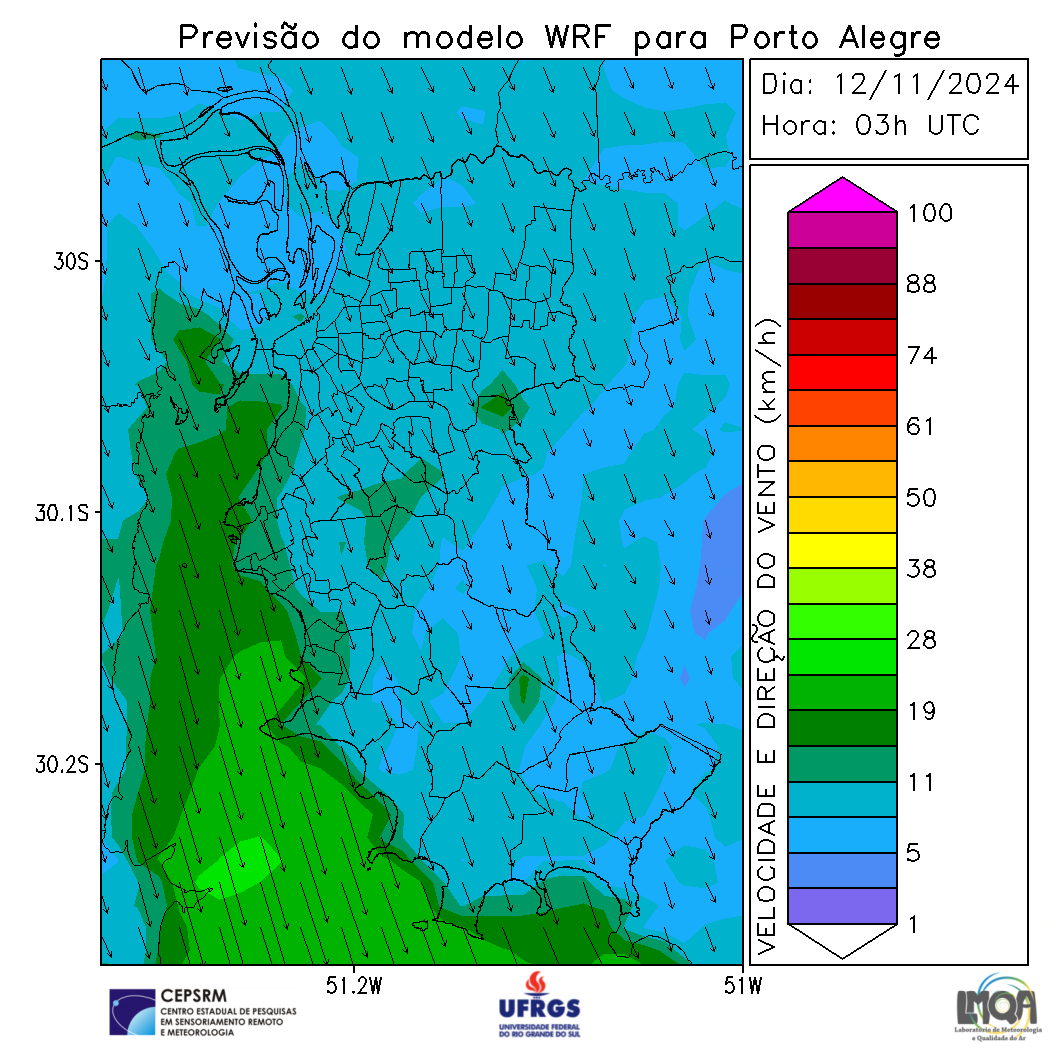 Previsão do modelo WRF para Porto Alegre
Dia: 12/11/2024
Hora: 03h UTC
30S
30.1S
30.2S
51.2W
51W
VELOCIDADE E DIREÇÃO DO VENTO (km/h)
100
88
74
61
50
38
28
19
11
5
1
CEPSRM
CENTRO ESTADUAL DE PESQUISAS
EM SENSORIAMENTO REMOTO
E METEOROLOGIA
UFRGS
UNIVERSIDADE FEDERAL
DO RIO GRANDE DO SUL
LMQA
Laboratório de Meteorologia
e Qualidade do Ar